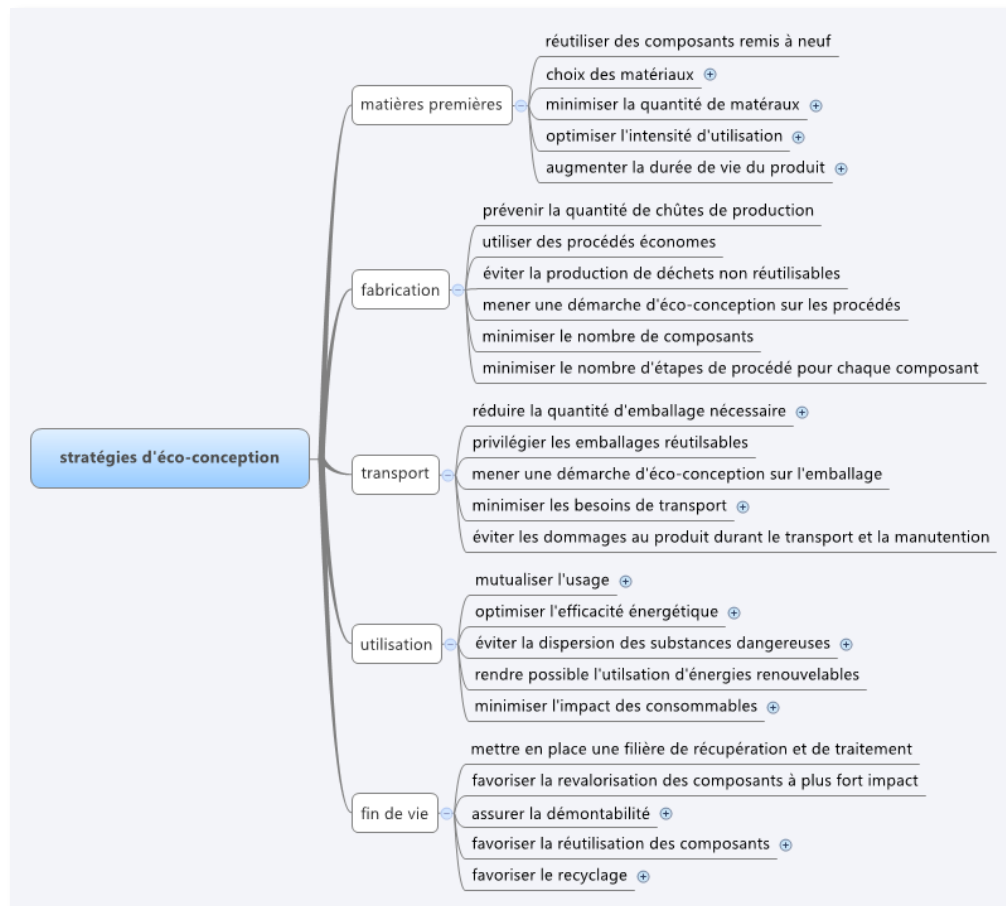 stratégies d'éco-conception
matières premières
réutiliser des composants remis à neuf
choix des matériaux
minimiser la quantité de matéraux
optimiser l'intensité d'utilisation
augmenter la durée de vie du produit
fabrication
prévenir la quantité de chûtes de production
utiliser des procédés économes
éviter la production de déchets non réutilisables
mener une démarche d'éco-conception sur les procédés
minimiser le nombre de composants
minimiser le nombre d'étapes de procédé pour chaque composant
transport
réduire la quantité d'emballage nécessaire
privilégier les emballages réutilsables
mener une démarche d'éco-conception sur l'emballage
minimiser les besoins de transport
éviter les dommages au produit durant le transport et la manutention
utilisation
mutualiser l'usage
optimiser l'efficacité énergétique
éviter la dispersion des substances dangereuses
rendre possible l'utilsation d'énergies renouvelables
minimiser l'impact des consommables
fin de vie
mettre en place une filière de récupération et de traitement
favoriser la revalorisation des composants à plus fort impact
assurer la démontabilité
favoriser la réutilisation des composants
favoriser le recyclage